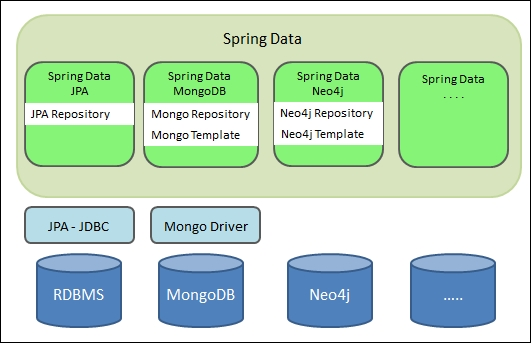 Spring Data
Spring Data
JPA
JPA Repository
Spring Data
MongoDB
Mongo Repository
Mongo Template
Spring Data
Neo4j
Neo4j Repository
Neo4j Template
Spring Data
....
JPA - JDBC
Mongo Driver
RDBMS
MongoDB
Neo4j
.....